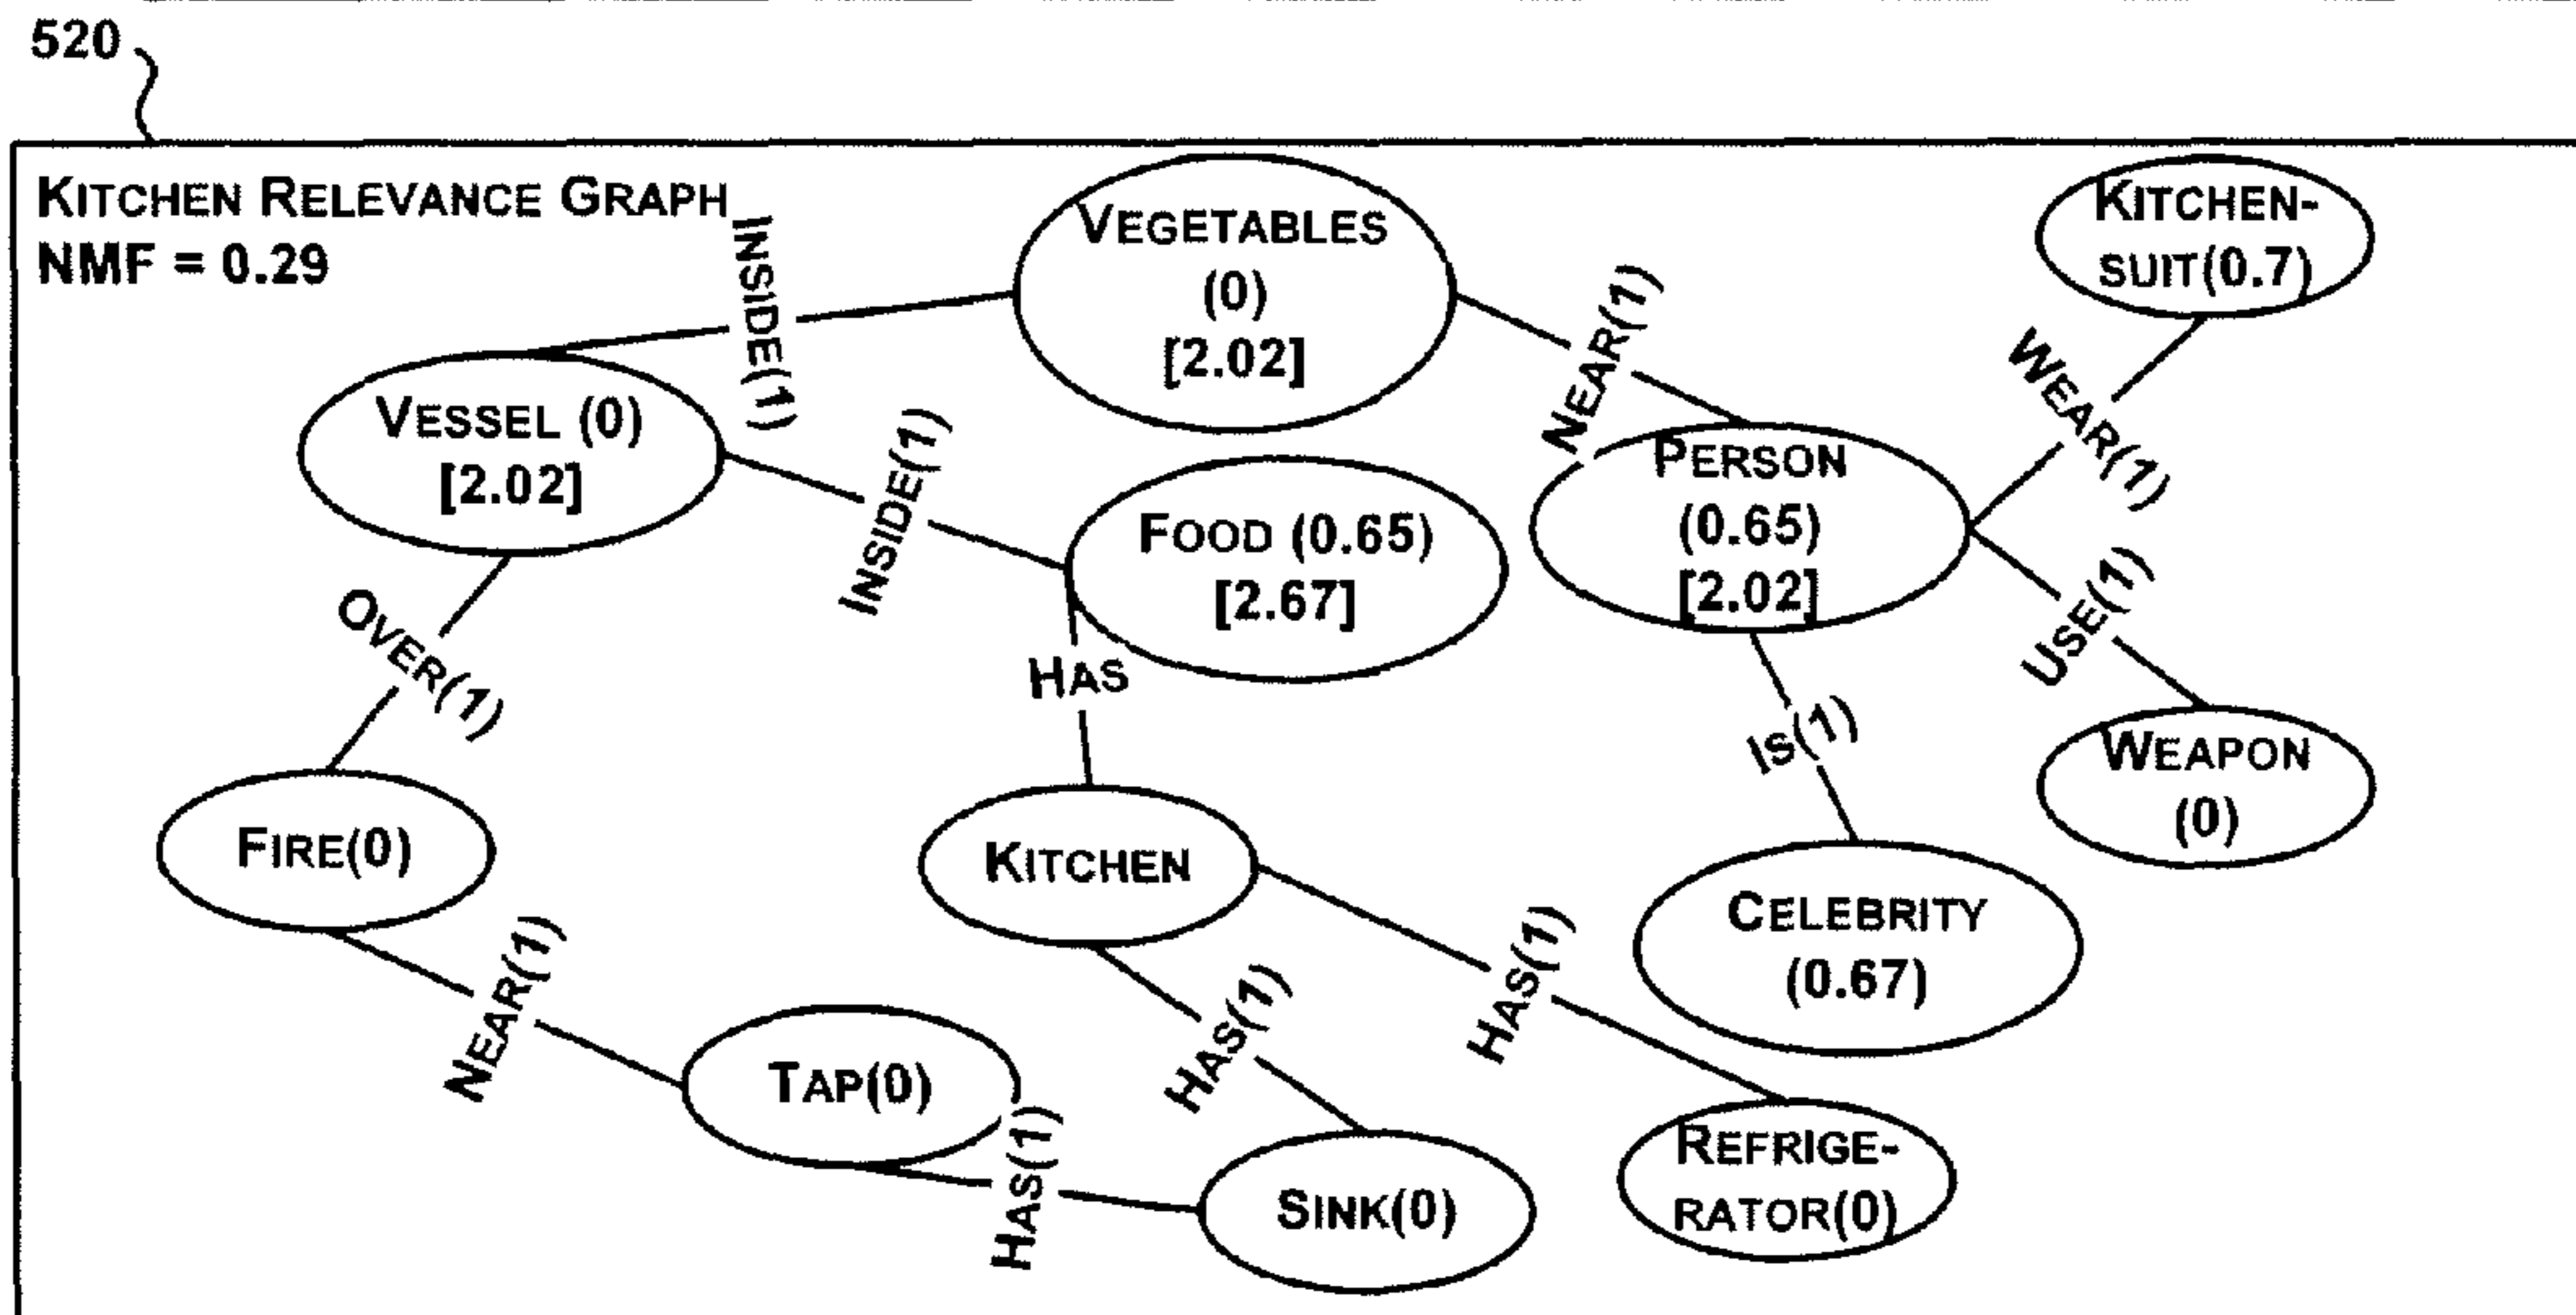 520
KITCHEN RELEVANCE GRAPH
NMF = 0.29
VEGETABLES
(0)
[2.02]
KITCHEN-
SUIT(0.7)
INSIDE(1)
NEAR(1)
WEAR(1)
VESSEL (0)
[2.02]
INSIDE(1)
FOOD (0.65)
[2.67]
PERSON
(0.65)
[2.02]
OVER(1)
HAS
USE(1)
IS(1)
WEAPON
(0)
FIRE(0)
KITCHEN
CELEBRITY
(0.67)
NEAR(1)
HAS(1)
HAS(1)
TAP(0)
HAS(1)
SINK(0)
REFRIGE-
RATOR(0)